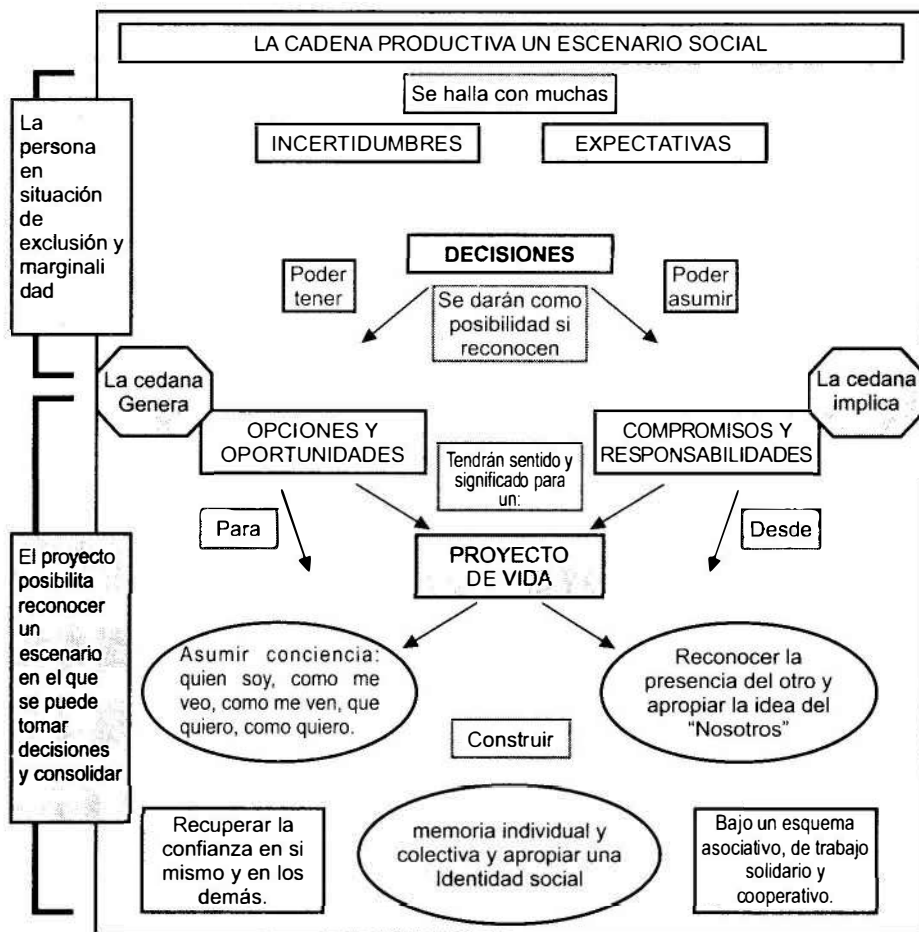 LA CADENA PRODUCTIVA UN ESCENARIO SOCIAL
Se halla con muchas
INCERTIDUMBRES
EXPECTATIVAS
La
persona
en
situación
de
exclusión y
marginali
dad
DECISIONES
Poder
tener
Se darán como
posibilidad si
reconocen
Poder
asumir
La cedana
Genera
La cedana
implica
OPCIONES Y
OPORTUNIDADES
COMPROMISOS Y
RESPONSABILIDADES
Tendrán sentido y
significado para
un:
Para
Desde
PROYECTO
DE VIDA
El proyecto
posibilita
reconocer
un
escenario
en el que
se puede
tomar
decisiones
y consolidar
Asumir conciencia:
quien soy, como me
veo, como me ven, que
quiero, como quiero.
Reconocer la
presencia del otro y
apropiar la idea del
"Nosotros"
Construir
Recuperar la
confianza en si
mismo y en los
demás.
memoria individual y
colectiva y apropiar una
Identidad social
Bajo un esquema
asociativo, de trabajo
solidario y
cooperativo.